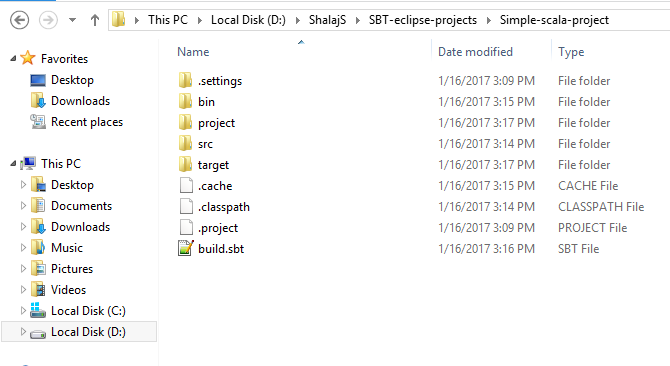 This PC Local Disk (D:) ShalajS SBT-eclipse-projects Simple-scala-project
Favorites
Desktop
Downloads
Recent places
This PC
Desktop
Documents
Downloads
Music
Pictures
Videos
Local Disk (C:)
Local Disk (D:)
Name Date modified Type
.settings 1/16/2017 3:09 PM File folder
bin 1/16/2017 3:15 PM File folder
project 1/16/2017 3:17 PM File folder
src 1/16/2017 3:14 PM File folder
target 1/16/2017 3:17 PM File folder
.cache 1/16/2017 3:15 PM CACHE File
.classpath 1/16/2017 3:14 PM CLASSPATH File
.project 1/16/2017 3:09 PM PROJECT File
build.sbt 1/16/2017 3:16 PM SBT File